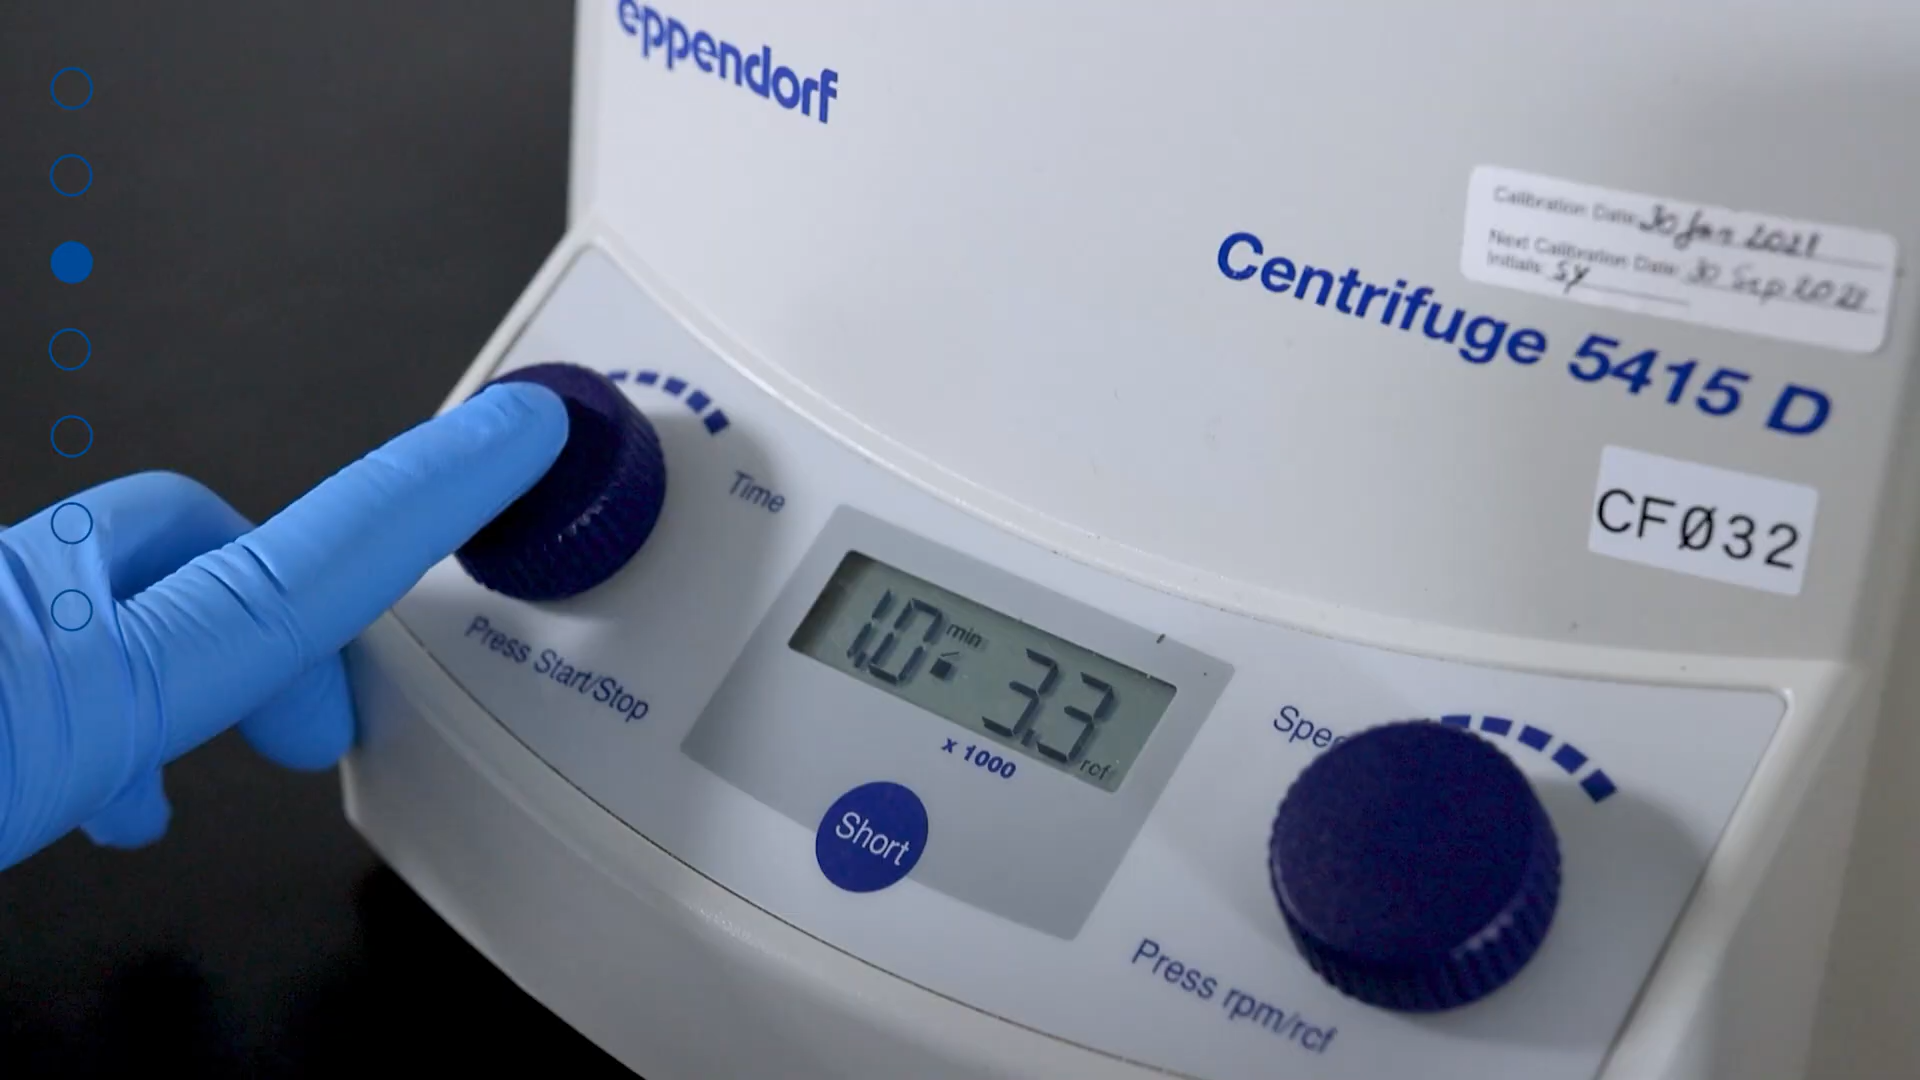 eppendorf
Calibration Date: 30 Jan 2021
Next Calibration Date: 30 Sep 2021
Initials: SY
Centrifuge 5415 D
CFØ32
Time
Press Start/Stop
1.0 min 3.3 rcf
x 1000
Short
Spee
Press rpm/rcf